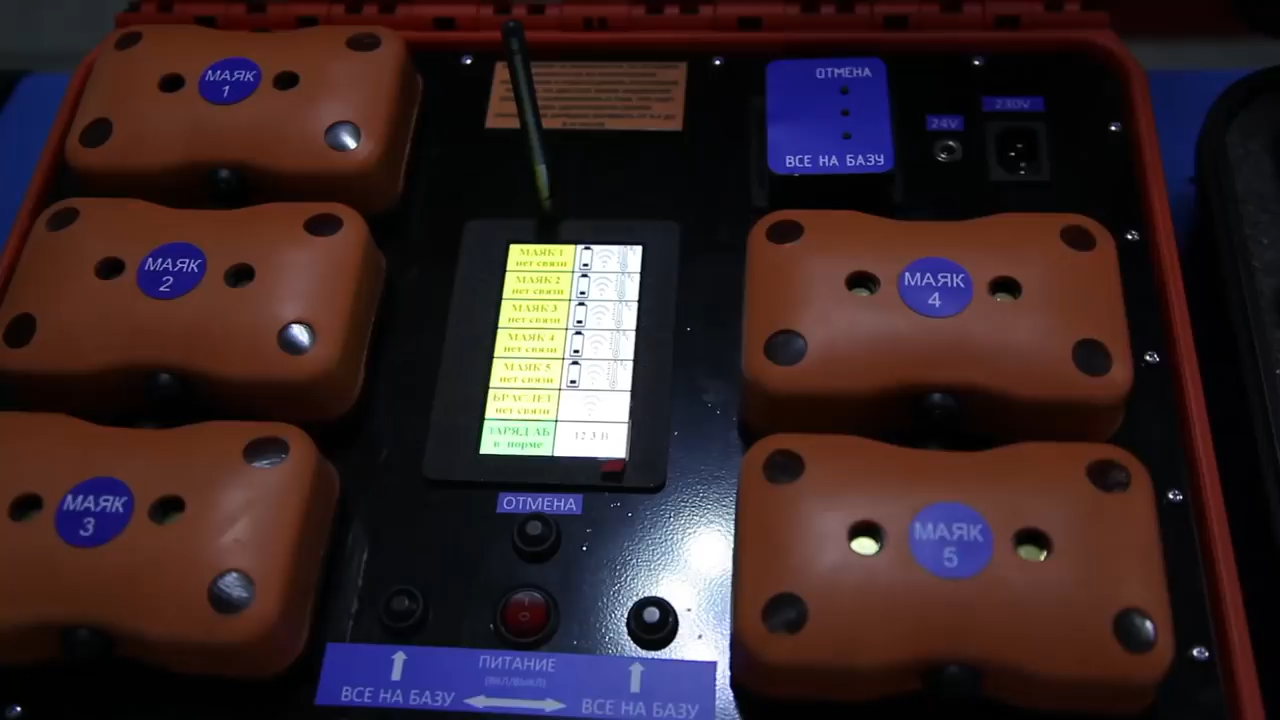 МАЯК
1
МАЯК
2
МАЯК
3
ОТМЕНА
ВСЕ НА БАЗУ
24V
230V
МАЯК
4
МАЯК
5
МАЯК 1
нет связи
МАЯК 2
нет связи
МАЯК 3
нет связи
МАЯК 4
нет связи
МАЯК 5
нет связи
БРАСЛЕТ
нет связи
ЗАРЯД АБ
в норме
12.3 В
ОТМЕНА
ПИТАНИЕ
(ВКЛ/ВЫКЛ)
ВСЕ НА БАЗУ
ВСЕ НА БАЗУ